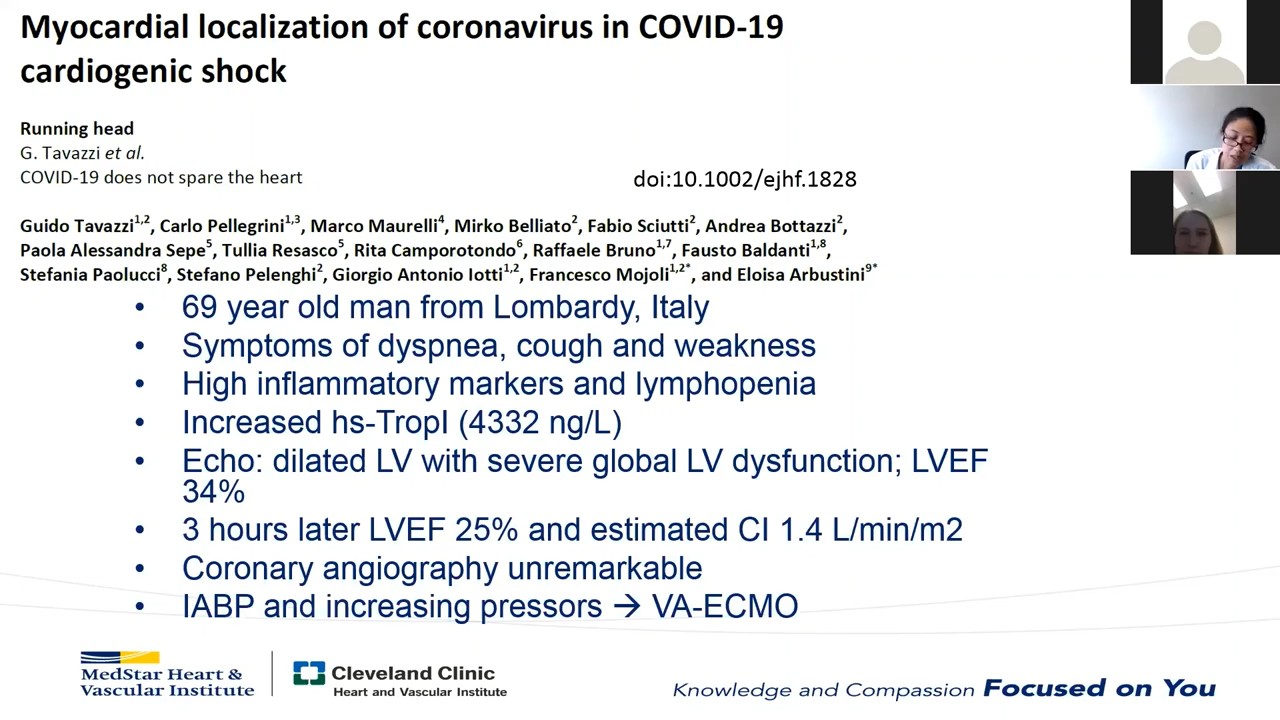 Myocardial localization of coronavirus in COVID-19
cardiogenic shock
Running head
G. Tavazzi et al.
COVID-19 does not spare the heart
doi:10.1002/ejhf.1828
Guido Tavazzi1,2, Carlo Pellegrini1,3, Marco Maurelli4, Mirko Belliato2, Fabio Sciutti2, Andrea Bottazzi2,
Paola Alessandra Sepe5, Tullia Resasco5, Rita Camporotondo6, Raffaele Bruno1,7, Fausto Baldanti1,8,
Stefania Paolucci8, Stefano Pelenghi2, Giorgio Antonio Iotti1,2, Francesco Mojoli1,2*, and Eloisa Arbustini9*
• 69 year old man from Lombardy, Italy
• Symptoms of dyspnea, cough and weakness
• High inflammatory markers and lymphopenia
• Increased hs-TropI (4332 ng/L)
• Echo: dilated LV with severe global LV dysfunction; LVEF
34%
• 3 hours later LVEF 25% and estimated CI 1.4 L/min/m2
• Coronary angiography unremarkable
• IABP and increasing pressors → VA-ECMO
MedStar Heart &
Vascular Institute
Cleveland Clinic
Heart and Vascular Institute
Knowledge and Compassion Focused on You